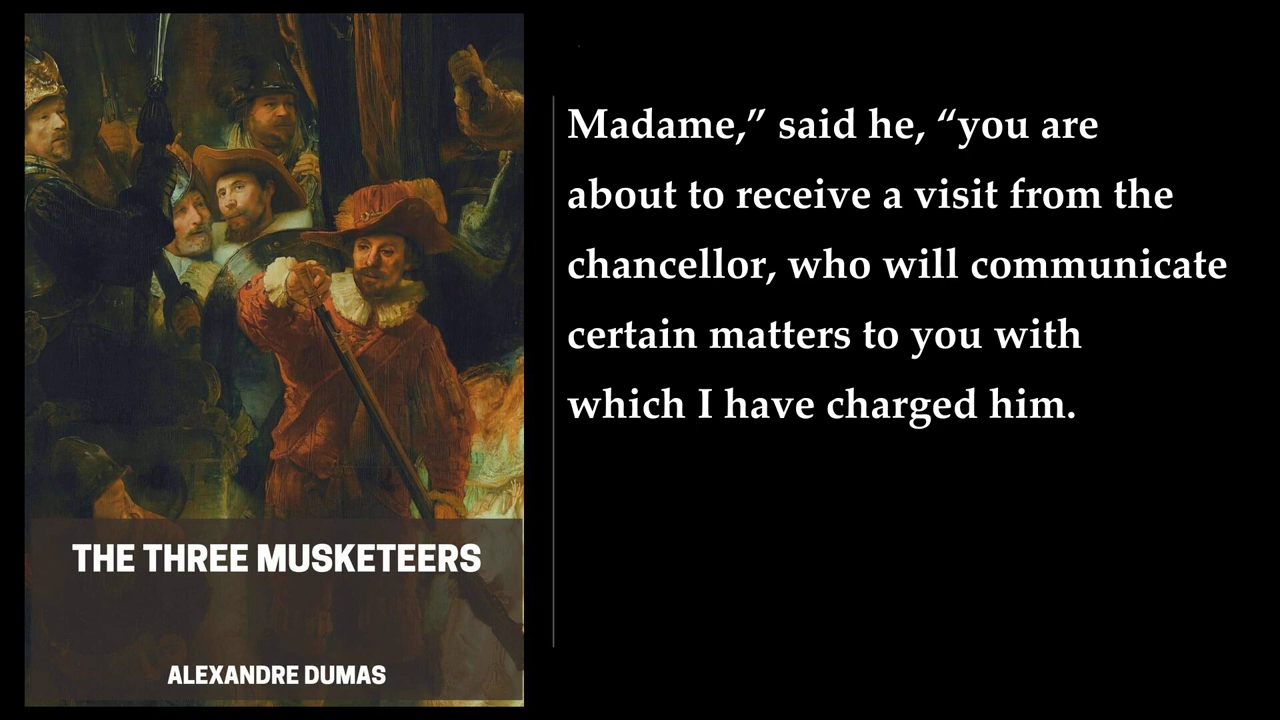 THE THREE MUSKETEERS
ALEXANDRE DUMAS
Madame,” said he, “you are
about to receive a visit from the
chancellor, who will communicate
certain matters to you with
which I have charged him.